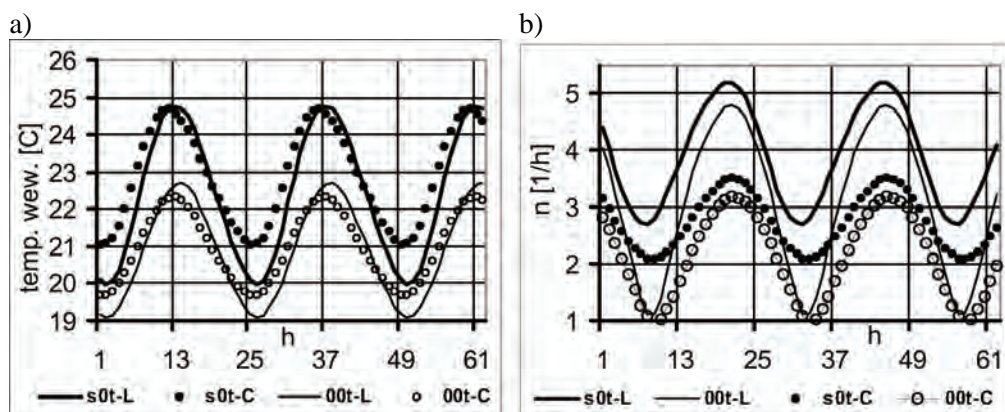 a)
26
25
24
23
22
21
20
19
temp. wew. [C]
h
1 13 25 37 49 61
s0t-L s0t-C 00t-L 00t-C
b)
5
4
3
2
1
n [1/h]
h
1 13 25 37 49 61
s0t-L 00t-L s0t-C 00t-C